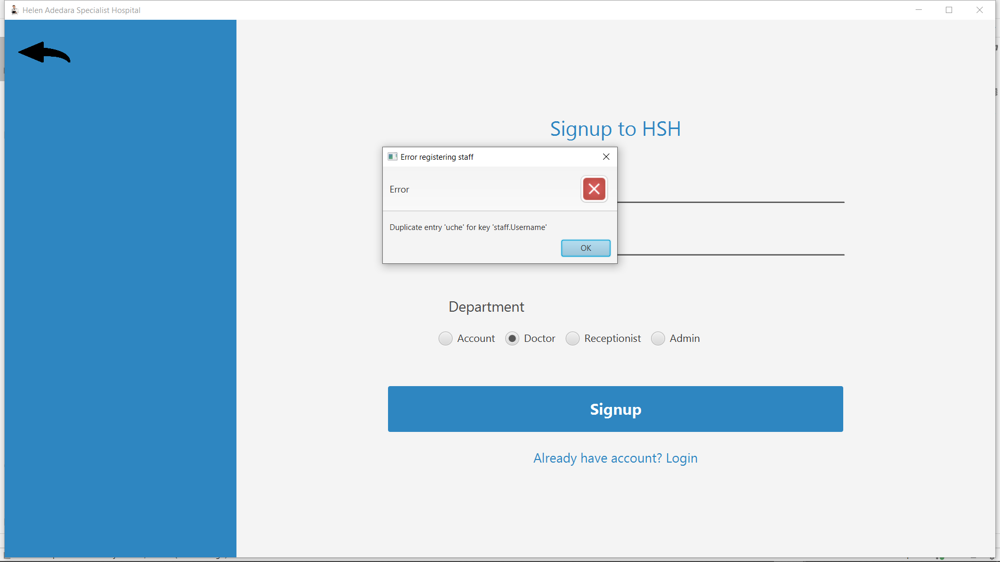 Helen Adedara Specialist Hospital
Signup to HSH
Error registering staff
Error
Duplicate entry 'uche' for key 'staff.Username'
OK
Department
Account Doctor Receptionist Admin
Signup
Already have account? Login